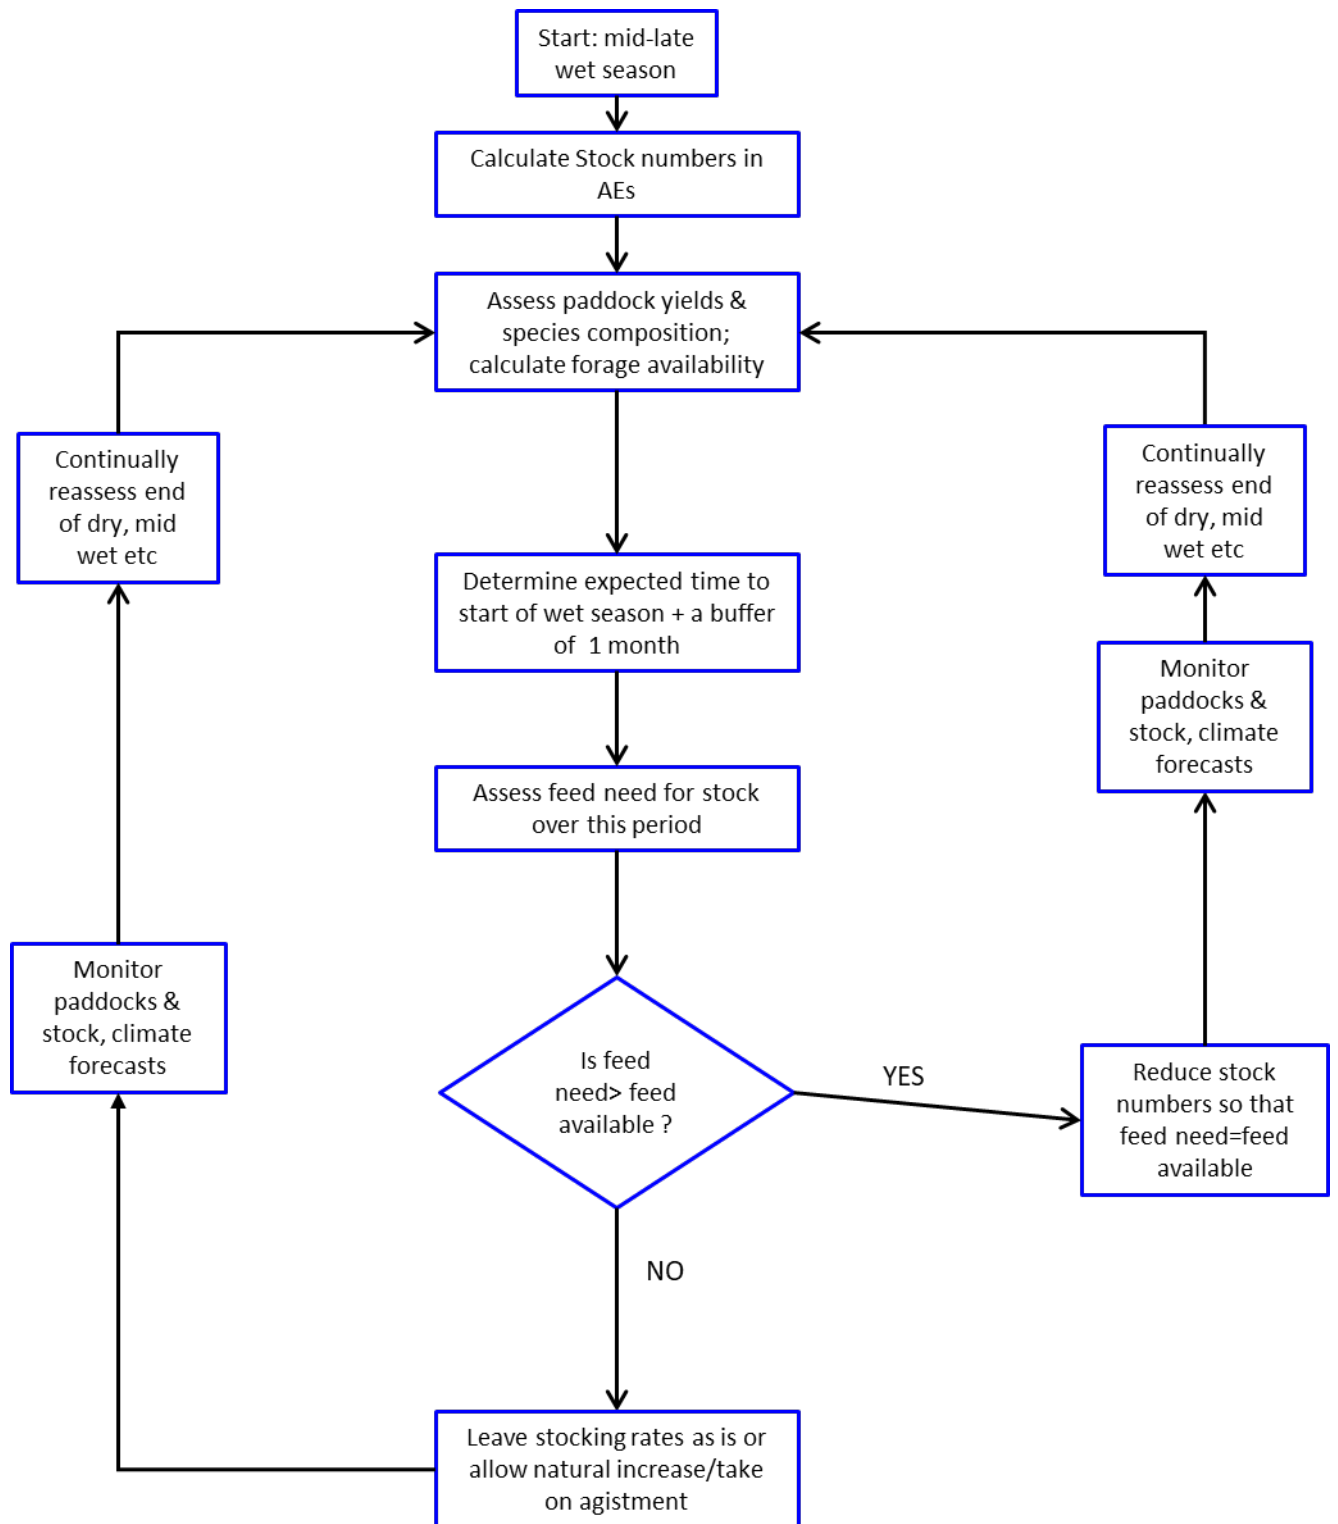 Start: mid-late
wet season
Calculate Stock numbers in
AEs
Assess paddock yields &
species composition;
calculate forage availability
Continually
reassess end
of dry, mid
wet etc
Continually
reassess end
of dry, mid
wet etc
Determine expected time to
start of wet season + a buffer
of 1 month
Monitor
paddocks &
stock, climate
forecasts
Assess feed need for stock
over this period
Monitor
paddocks &
stock, climate
forecasts
Is feed
need> feed
available ?
YES
Reduce stock
numbers so that
feed need=feed
available
NO
Leave stocking rates as is or
allow natural increase/take
on agistment